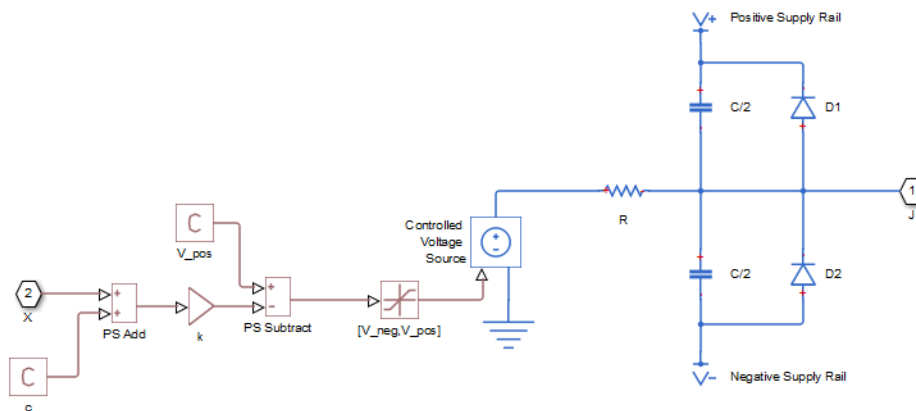 Positive Supply Rail
V+
C/2
D1
1
J
R
Controlled
Voltage
Source
C
V_pos
C/2
D2
2
X
PS Add
k
PS Subtract
[V_neg,V_pos]
C
V-
Negative Supply Rail